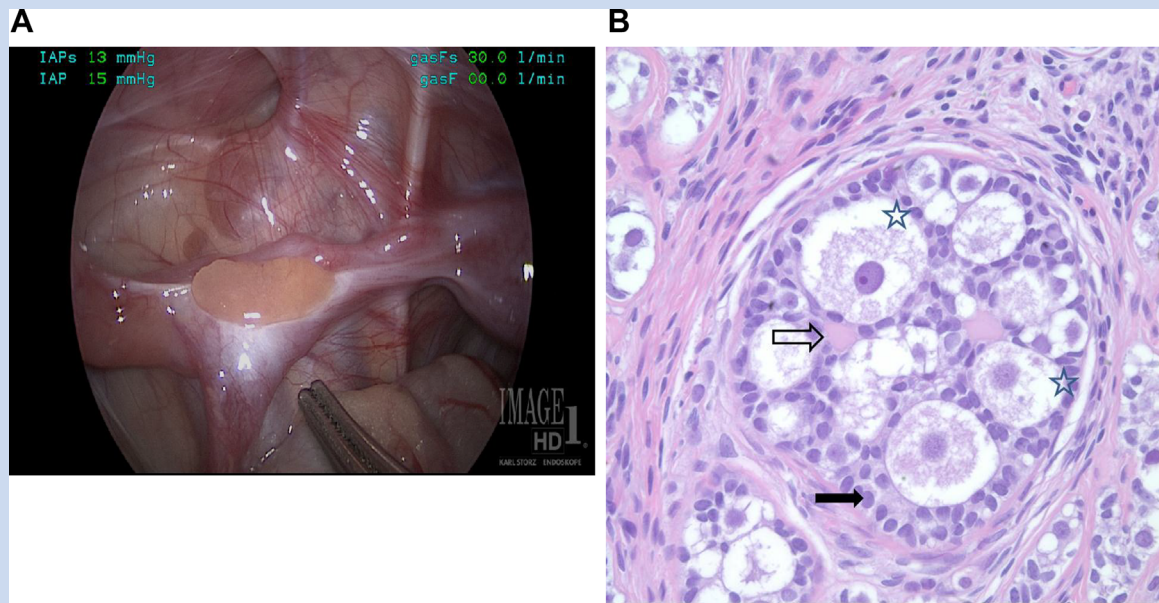 A
B
IAPs 13 mmHg
gasFs 30.0 l/min
IAP 15 mmHg
gasF 00.0 l/min
IMAGE 1
HD
KARL STORZ ENDOSKOPE